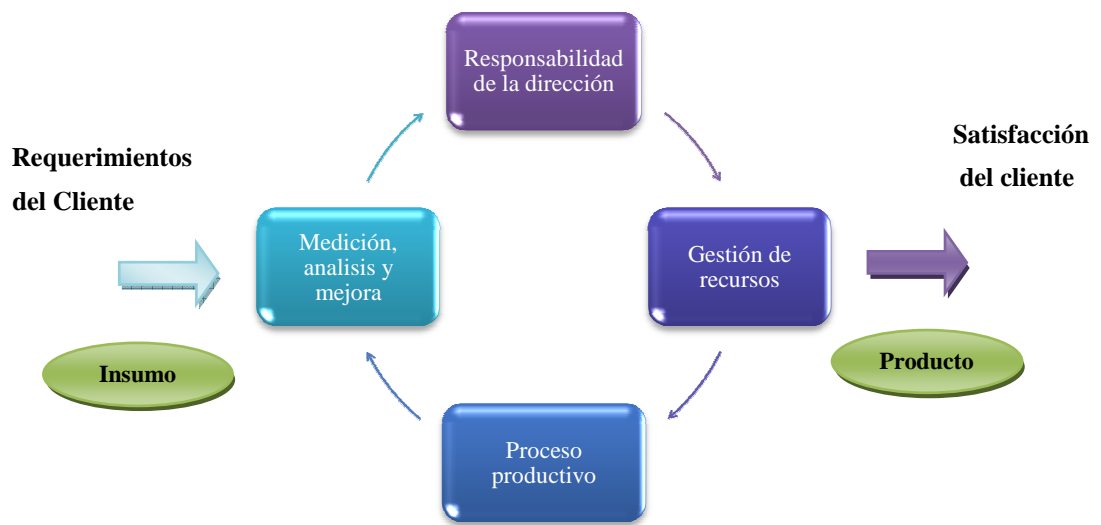 Responsabilidad
de la dirección
Requerimientos
del Cliente
Satisfacción
del cliente
Medición,
analisis y
mejora
Gestión de
recursos
Insumo
Producto
Proceso
productivo